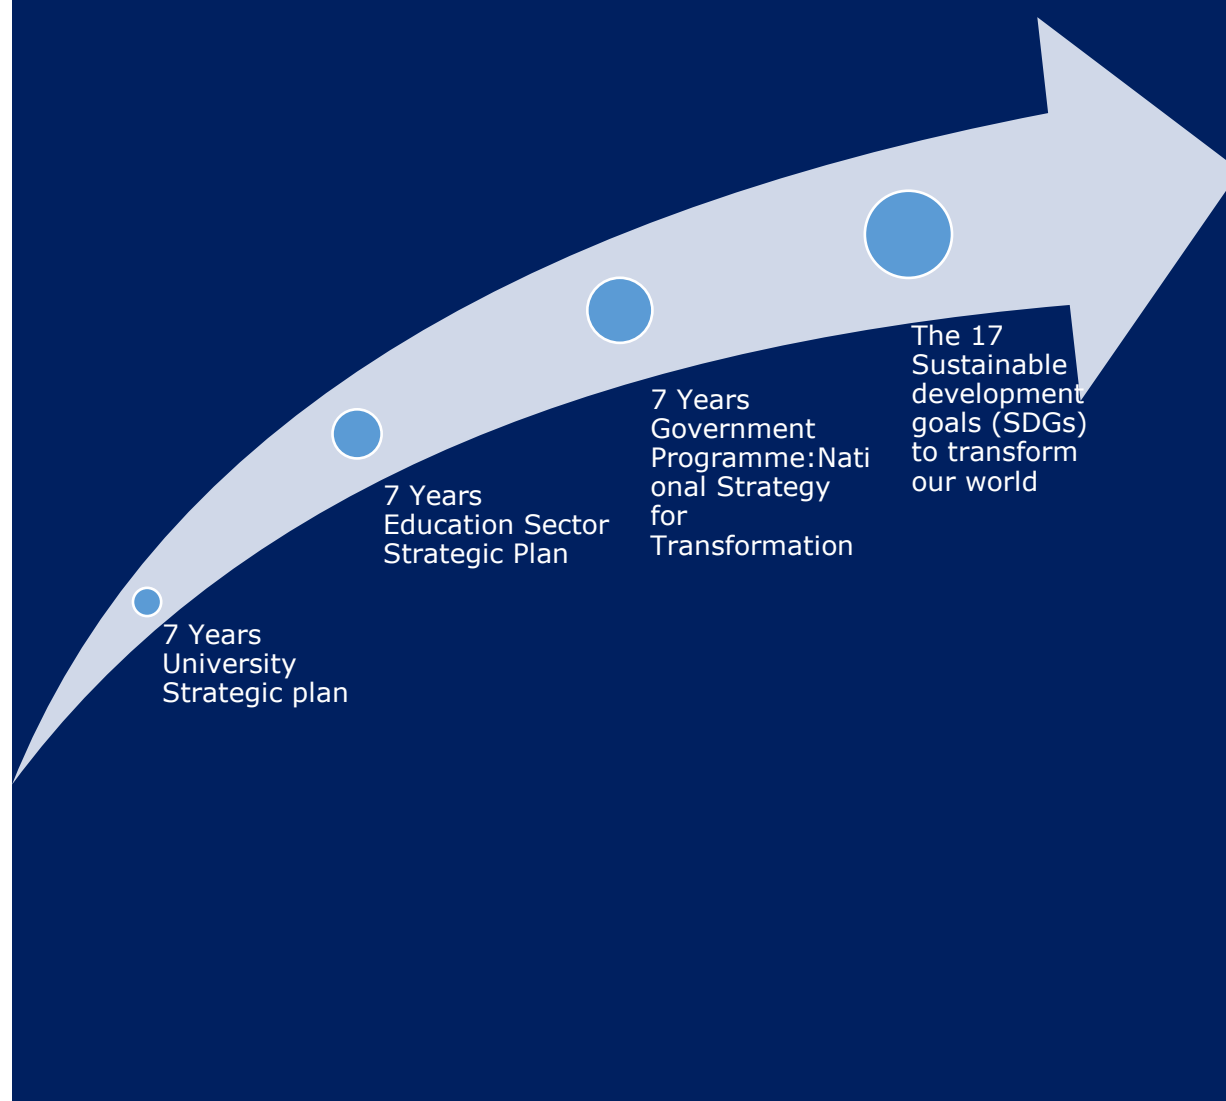 7 Years
University
Strategic plan
7 Years
Education Sector
Strategic Plan
7 Years
Government
Programme:Nati
onal Strategy
for
Transformation
The 17
Sustainable
development
goals (SDGs)
to transform
our world